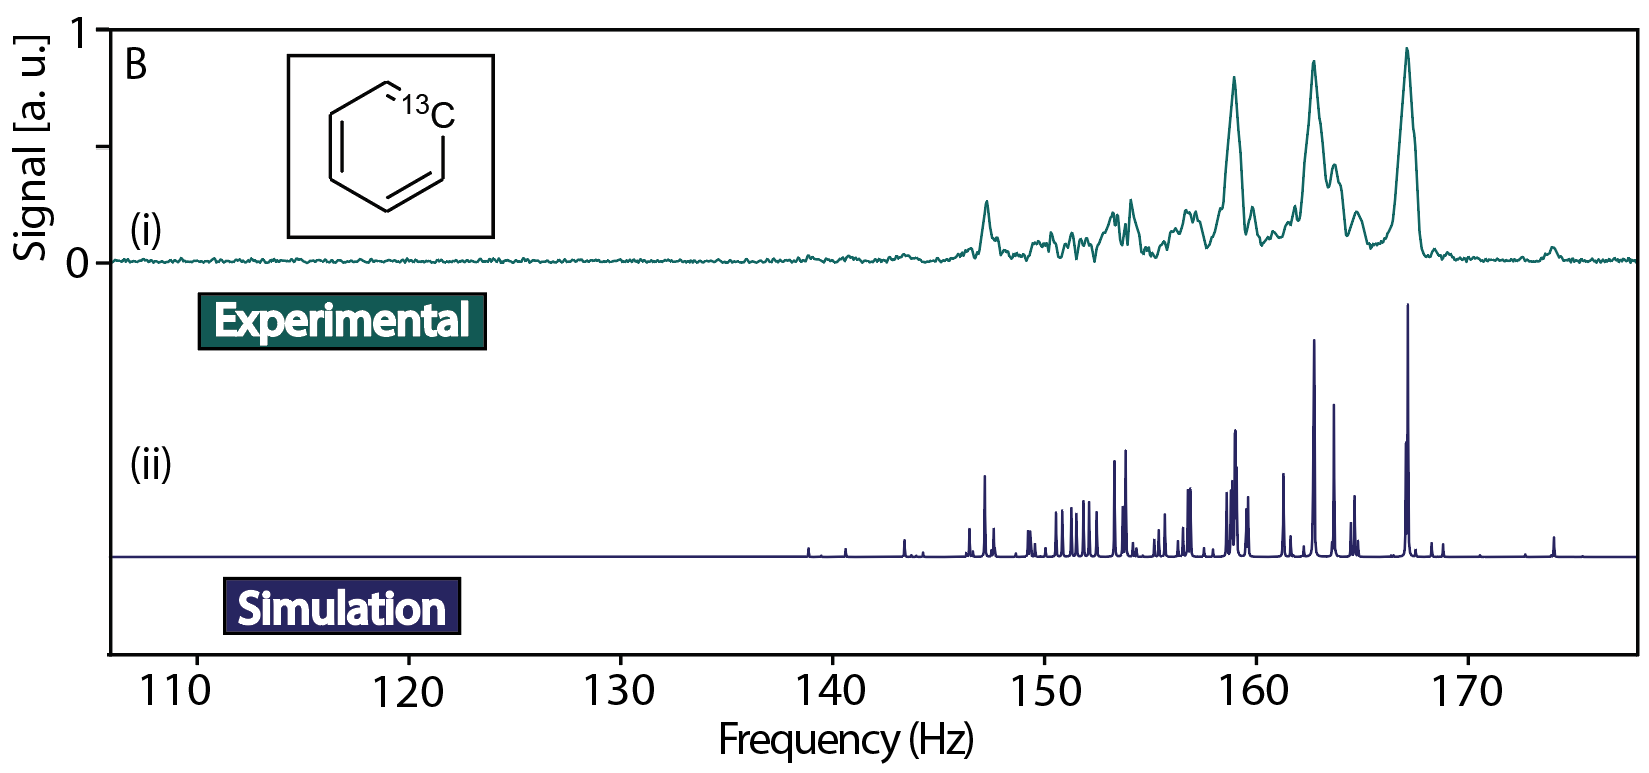 1
B
13C
Signal [a. u.]
(i)
0
Experimental
(ii)
Simulation
110 120 130 140 150 160 170
Frequency (Hz)